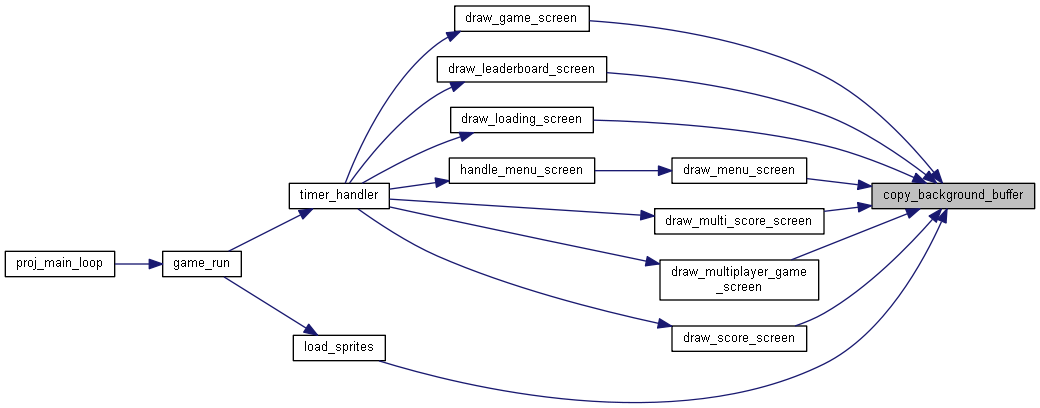 draw_game_screen
draw_leaderboard_screen
draw_loading_screen
handle_menu_screen
draw_menu_screen
timer_handler
copy_background_buffer
draw_multi_score_screen
proj_main_loop
game_run
draw_multiplayer_game
_screen
draw_score_screen
load_sprites